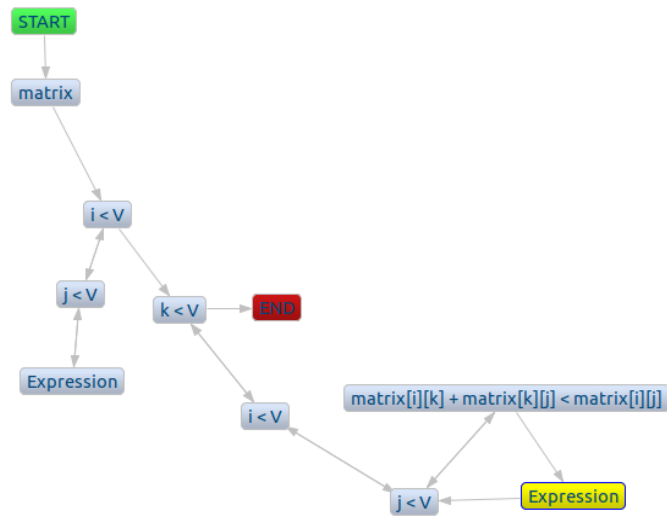 START
matrix
i < V
j < V
k < V
END
Expression
i < V
matrix[i][k] + matrix[k][j] < matrix[i][j]
j < V
Expression